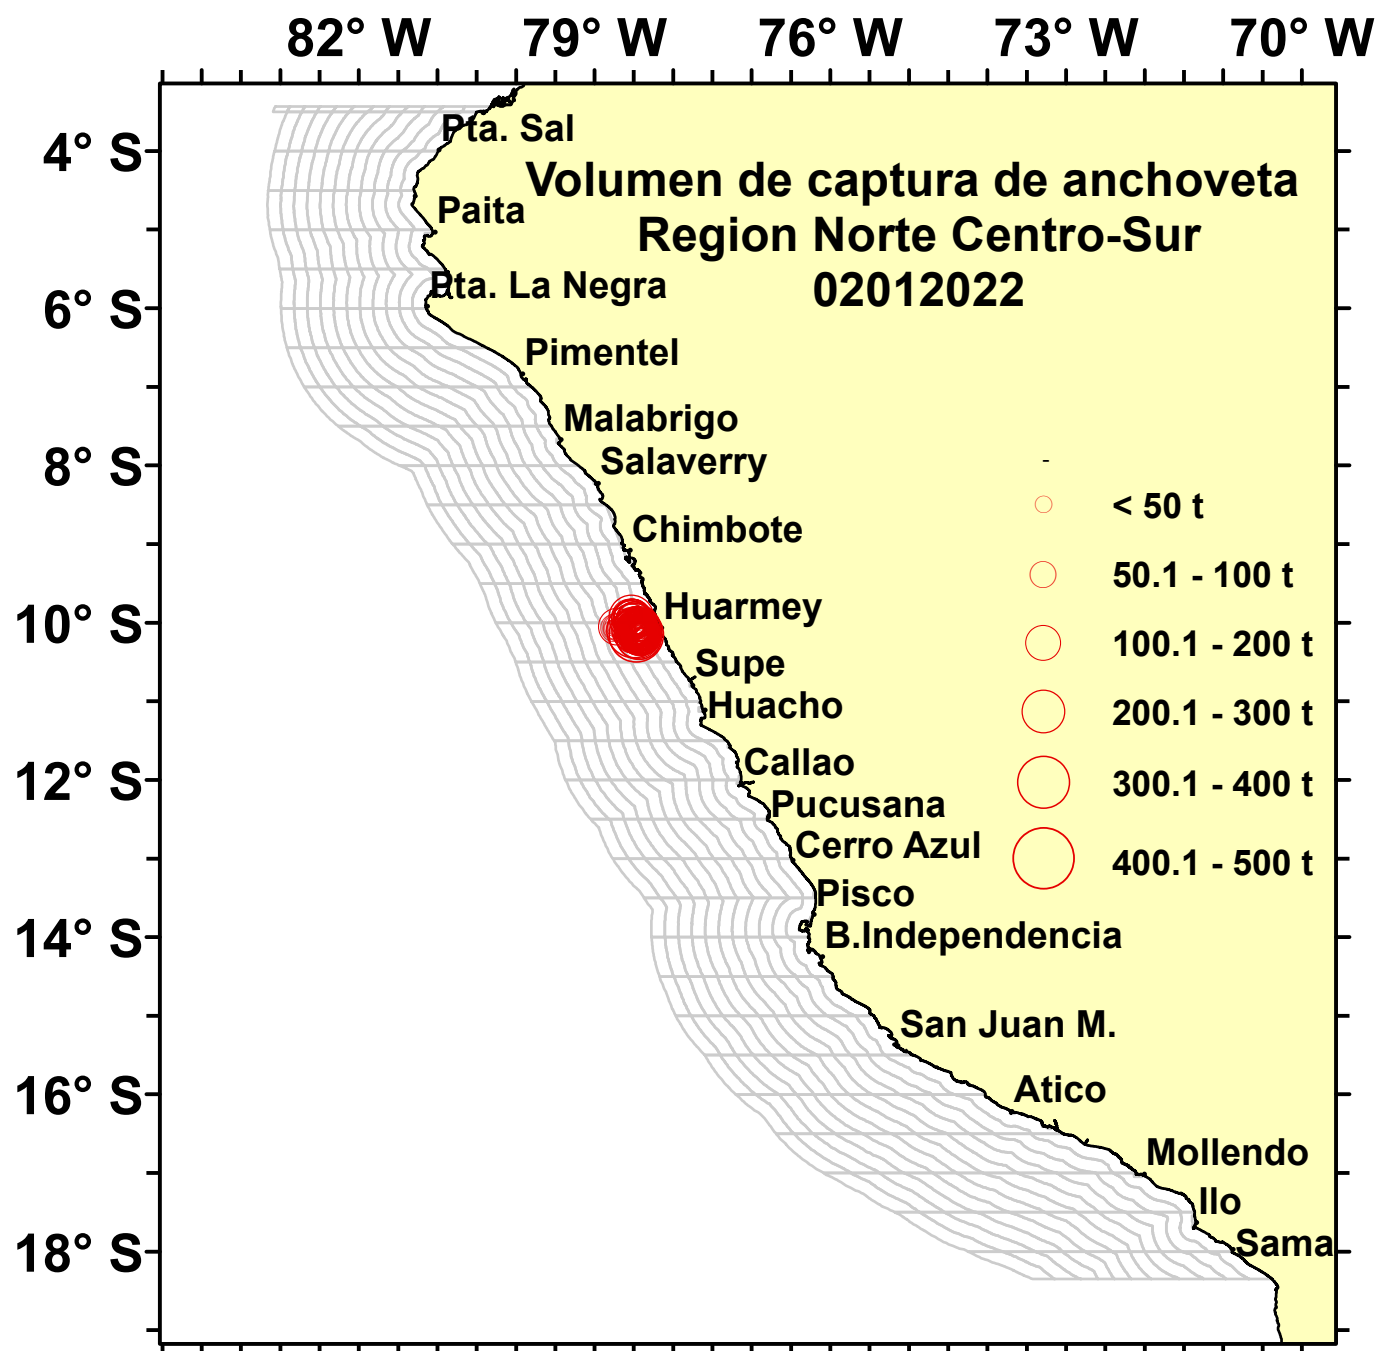 82° W 79° W 76° W 73° W 70° W
4° S
6° S
8° S
10° S
12° S
14° S
16° S
18° S
Volumen de captura de anchoveta
Region Norte Centro-Sur
02012022
Pta. Sal
Paita
Pta. La Negra
Pimentel
Malabrigo
Salaverry
Chimbote
Huarmey
Supe
Huacho
Callao
Pucusana
Cerro Azul
Pisco
B.Independencia
San Juan M.
Atico
Mollendo
Ilo
Sama
-
< 50 t
50.1 - 100 t
100.1 - 200 t
200.1 - 300 t
300.1 - 400 t
400.1 - 500 t